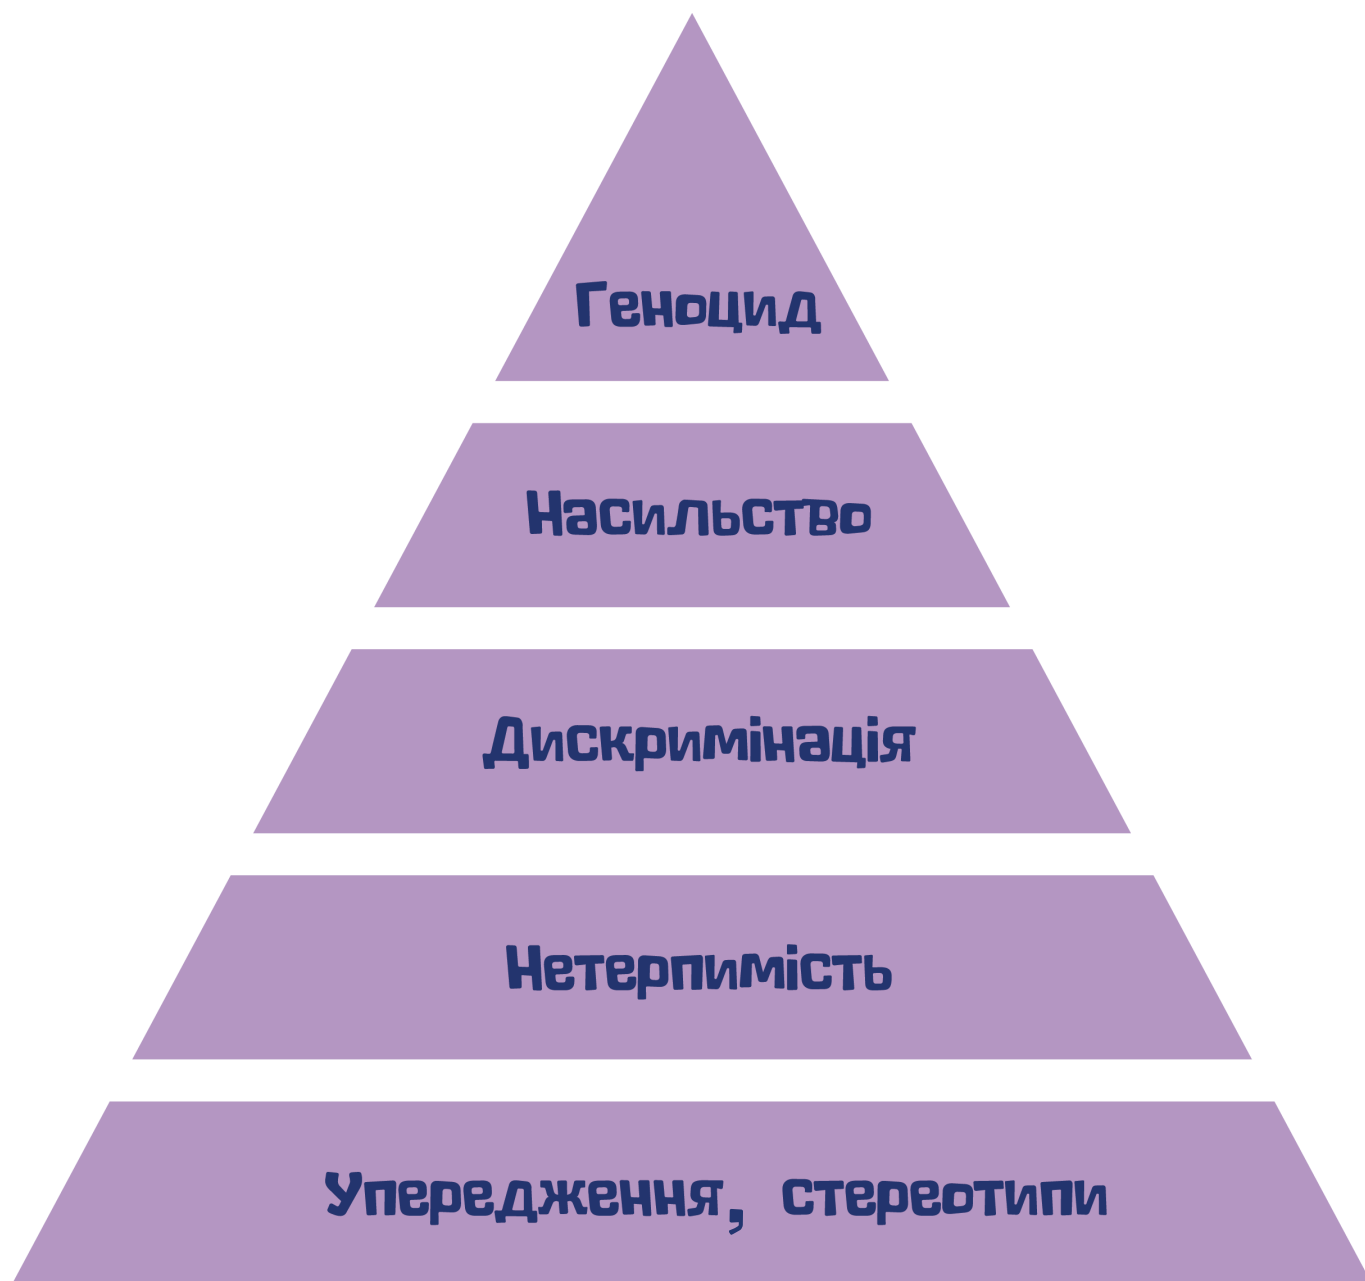 Геноцид
Насильство
Дискримінація
Нетерпимість
Упередження, стереотипи